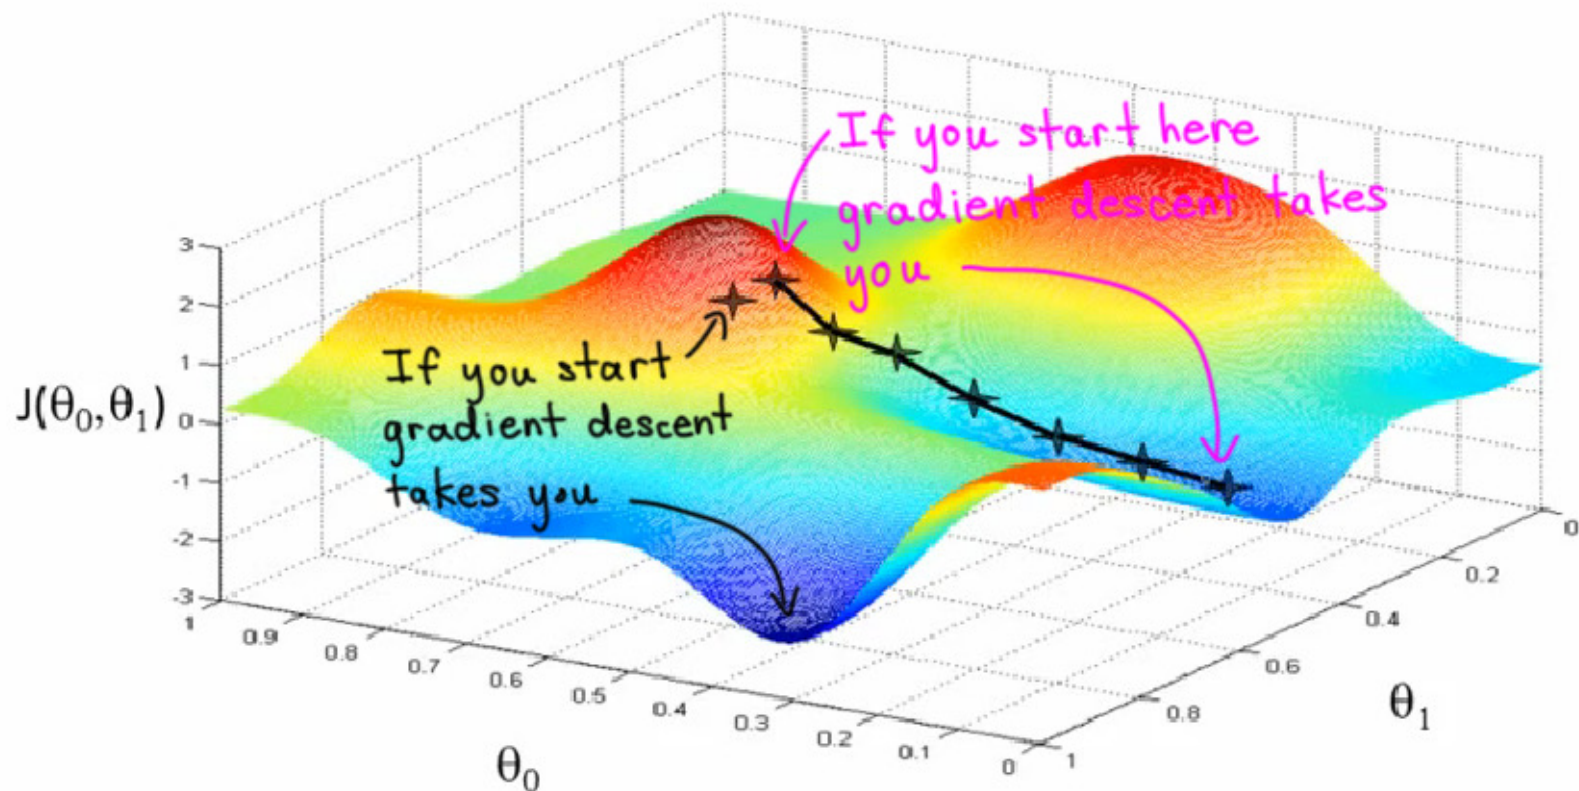 If you start here
gradient descent takes
you
If you start
gradient descent
takes you
J(θ₀,θ₁)
3
2
1
0
-1
-2
-3
1
0.9
0.8
0.7
0.6
0.5
0.4
0.3
0.2
0.1
0
θ₀
1
0.8
0.6
0.4
0.2
0
θ₁